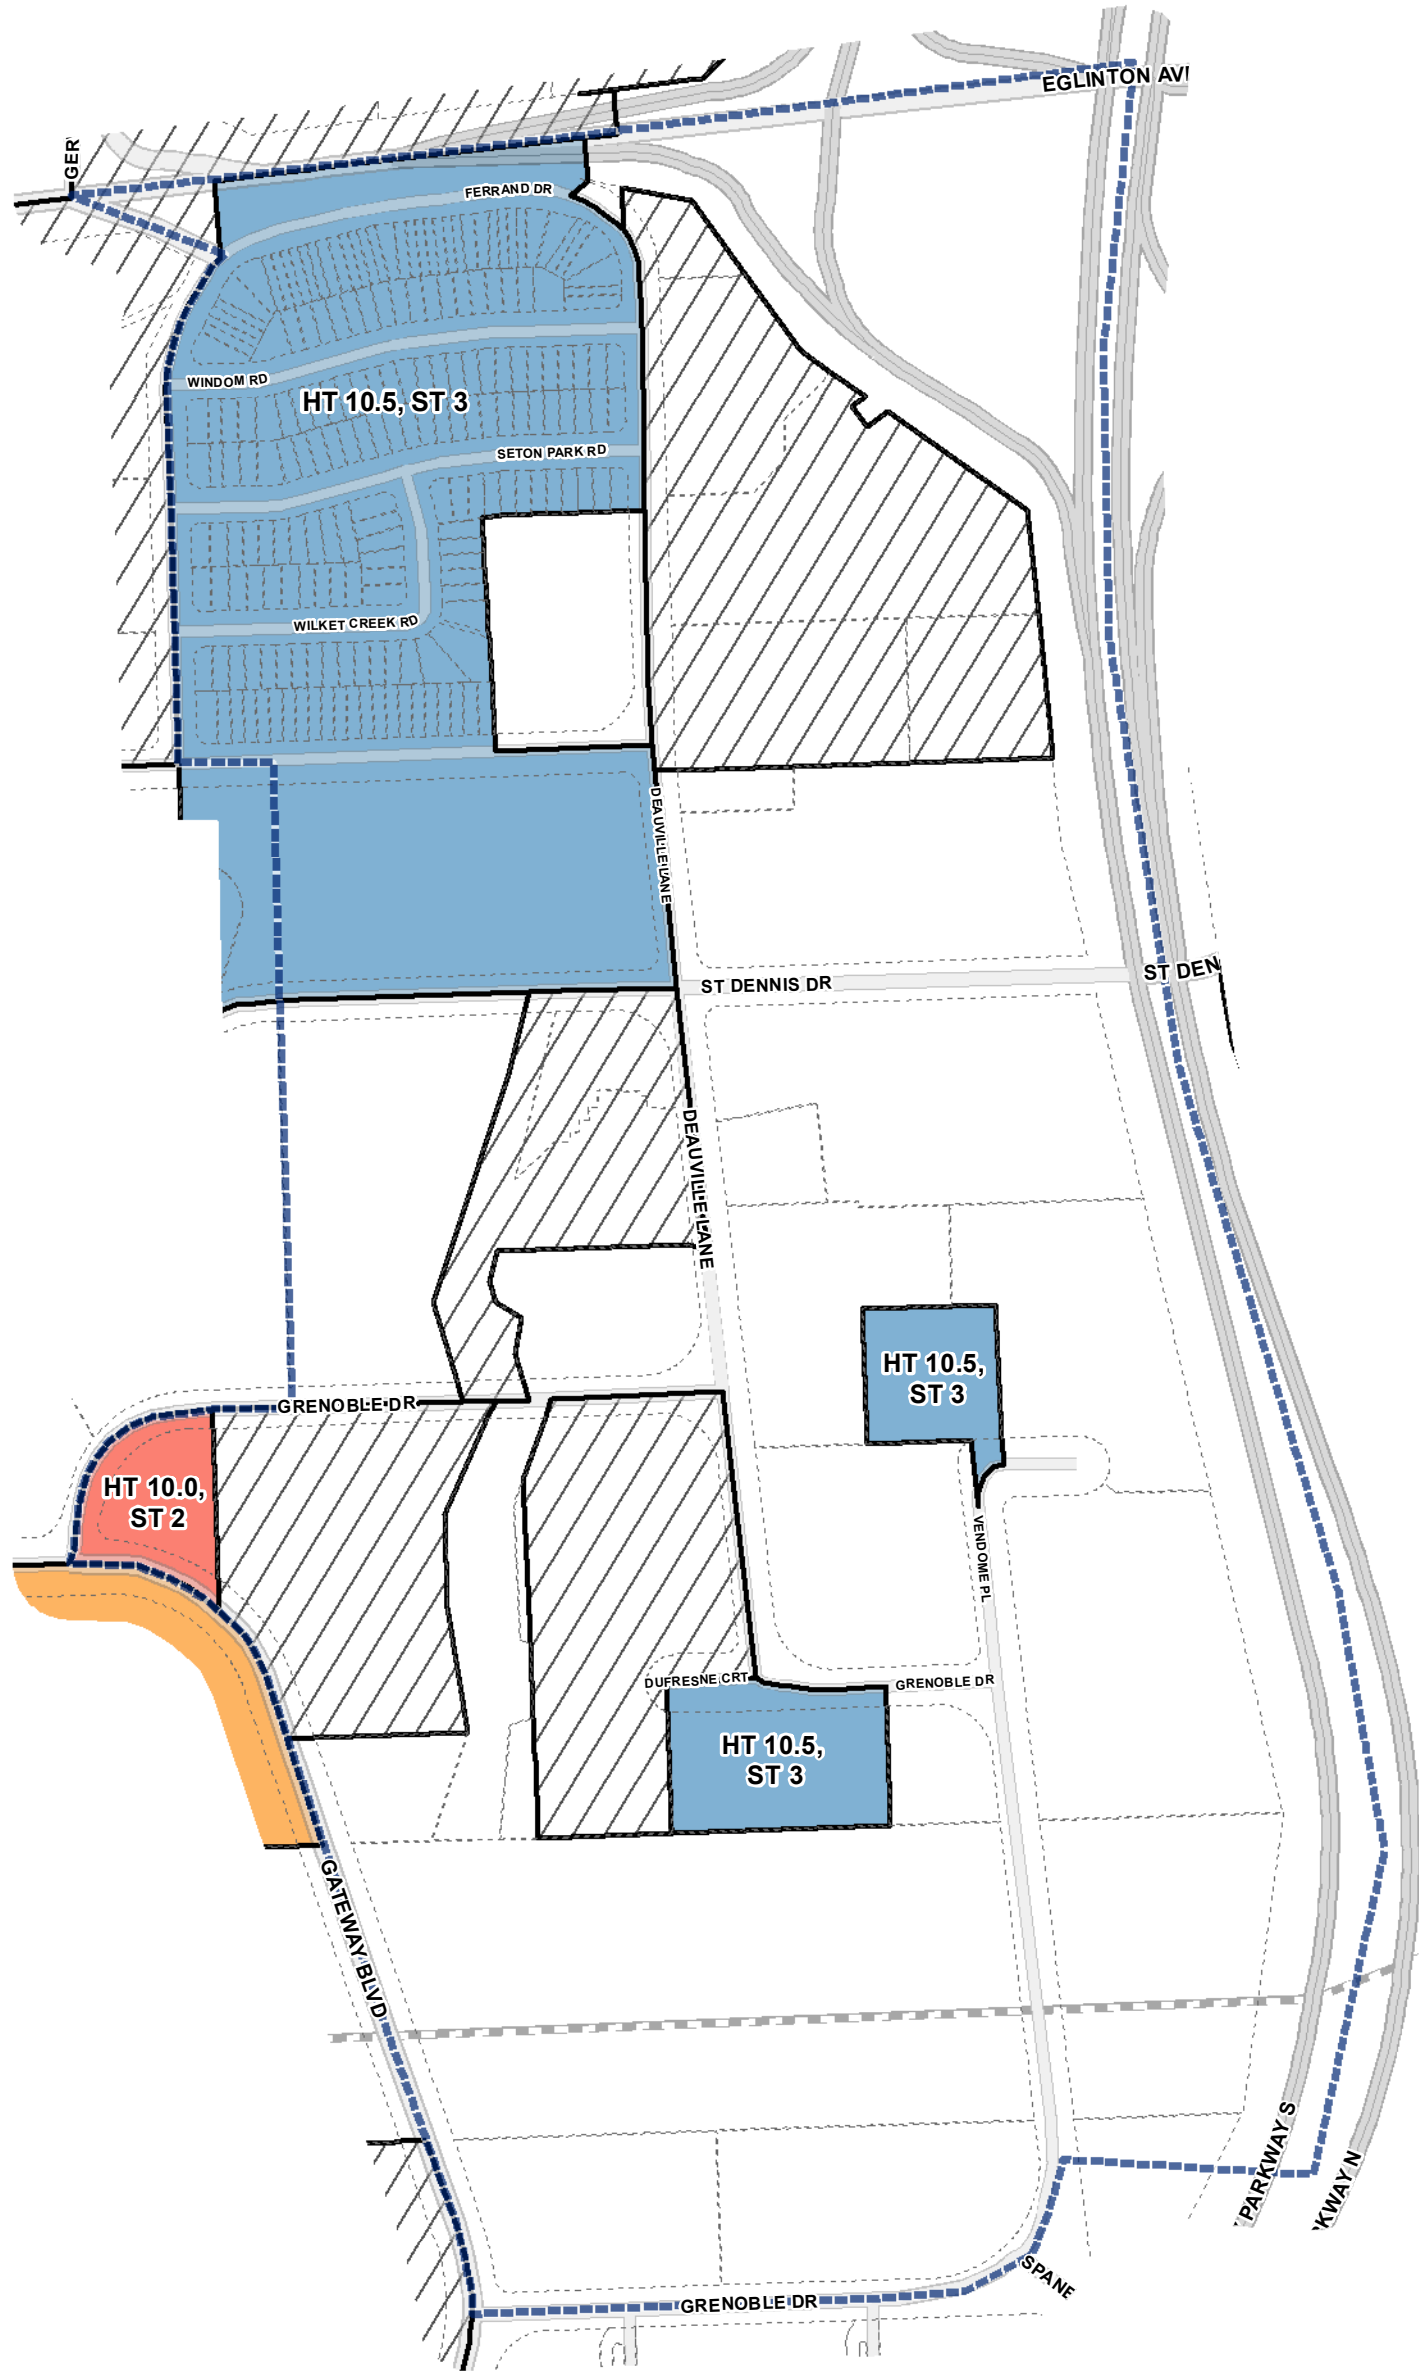 EGLINTON AVE
GER
FERRAND DR
WINDOM RD
HT 10.5, ST 3
SETON PARK RD
WILKET CREEK RD
DEAUVILLE LANE
ST DENNIS DR
ST DEN
DEAUVILLE LANE
HT 10.5,
ST 3
GRENOBLE DR
HT 10.0,
ST 2
VENDOME PL
DUFRESNE CRT
GRENOBLE DR
HT 10.5,
ST 3
GATEWAY BLVD
PARKWAY S
KWAY N
SPANE
GRENOBLE DR